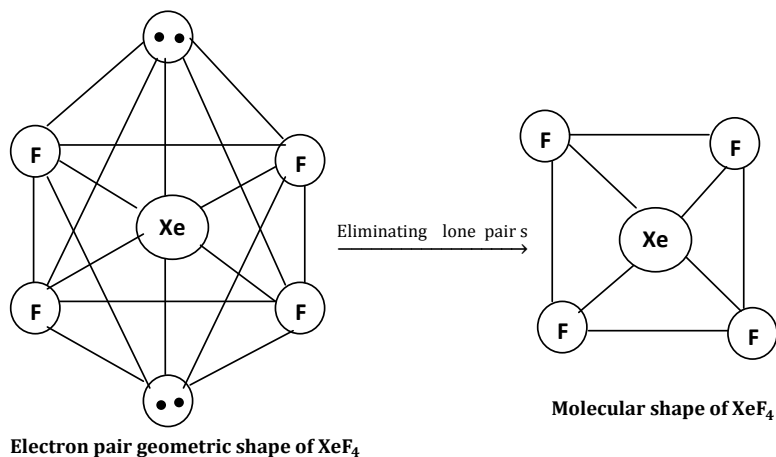 F
F
Xe
F
F
Eliminating lone pair s
F
F
Xe
F
F
Molecular shape of XeF₄
Electron pair geometric shape of XeF₄